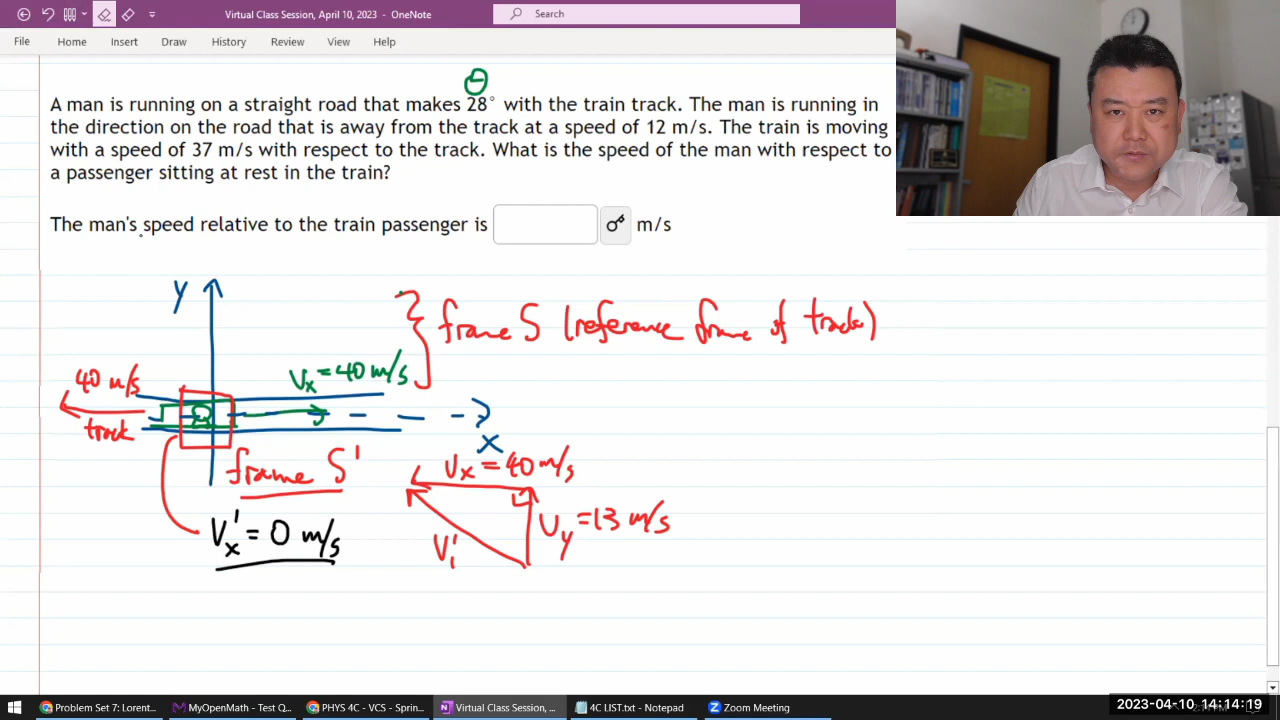 Virtual Class Session, April 10, 2023 - OneNote
Search
File Home Insert Draw History Review View Help
θ
A man is running on a straight road that makes 28° with the train track. The man is running in
the direction on the road that is away from the track at a speed of 12 m/s. The train is moving
with a speed of 37 m/s with respect to the track. What is the speed of the man with respect to
a passenger sitting at rest in the train?
The man's speed relative to the train passenger is m/s
y
frame S (reference frame of track)
40 m/s
Vx = 40 m/s
track
x
frame S'
Vx = 40 m/s
Vx' = 0 m/s
Uy = 13 m/s
V'
Problem Set 7: Lorent... MyOpenMath - Test Q... PHYS 4C - VCS - Sprin... Virtual Class Session, ... 4C LIST.txt - Notepad Zoom Meeting
2023-04-10 14:14:19